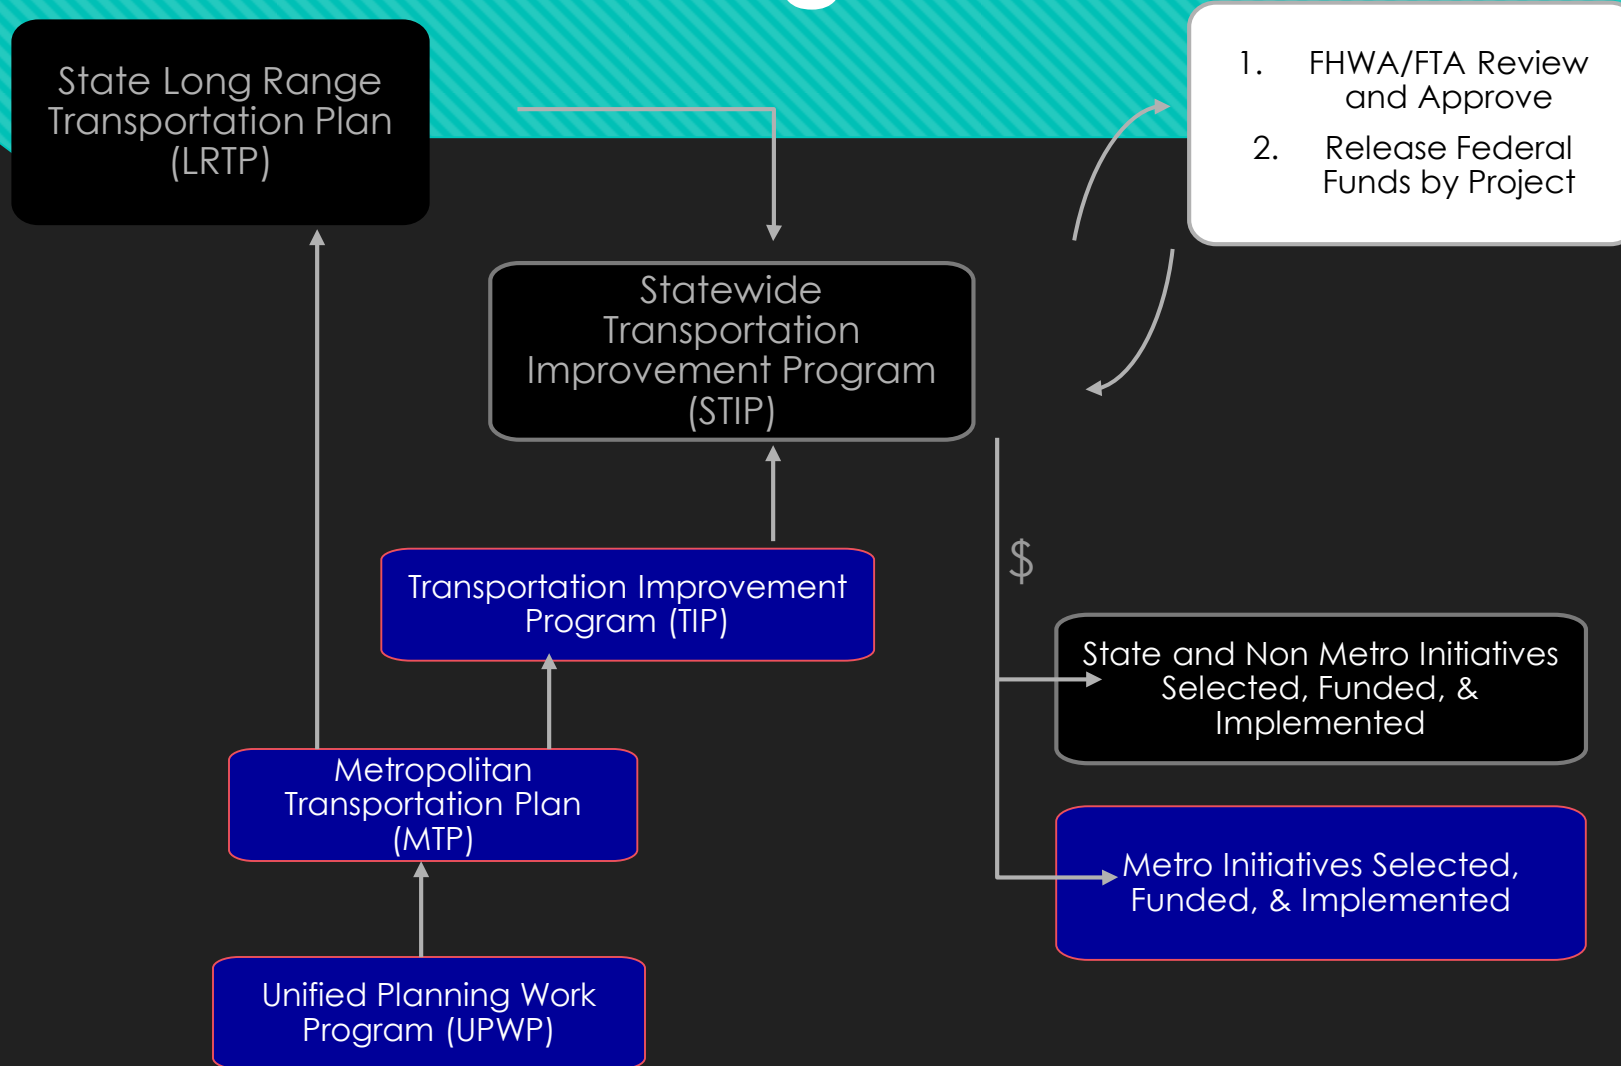 State Long Range
Transportation Plan
(LRTP)
1. FHWA/FTA Review
and Approve
2. Release Federal
Funds by Project
Statewide
Transportation
Improvement Program
(STIP)
$
Transportation Improvement
Program (TIP)
State and Non Metro Initiatives
Selected, Funded, &
Implemented
Metropolitan
Transportation Plan
(MTP)
Metro Initiatives Selected,
Funded, & Implemented
Unified Planning Work
Program (UPWP)